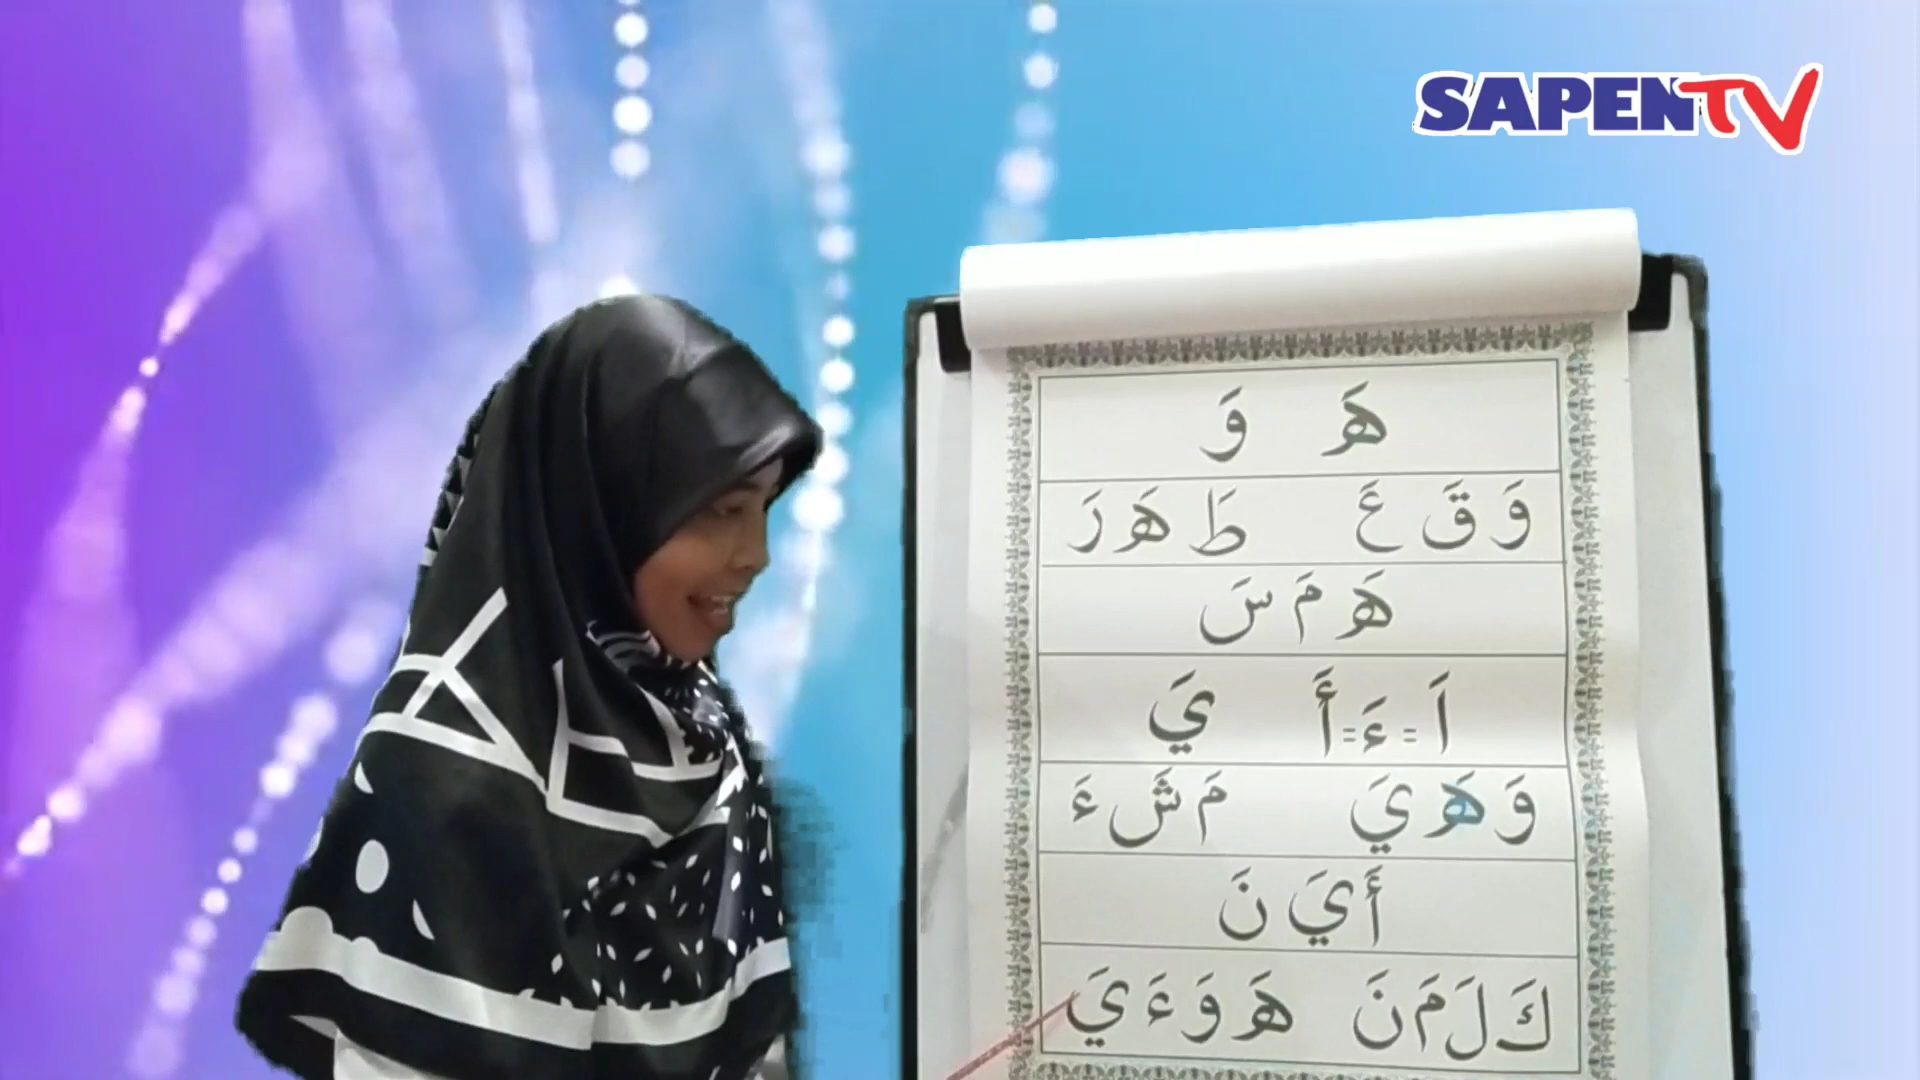 SAPENTV
هَ وَ
وَ قَ عَ طَ هَ رَ
هَ مَ سَ
اَ = ءَ = أَ يَ
وَ هَ يَ مَ شَ ءَ
أَ يَ نَ
كَ لَ مَ نَ هَ وَ ءَ يَ